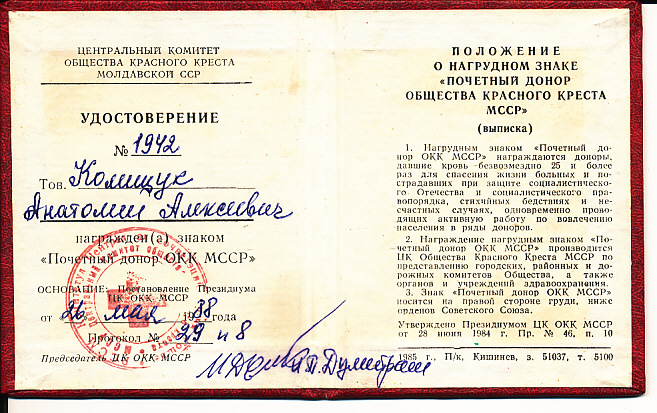 ЦЕНТРАЛЬНЫЙ КОМИТЕТ
ОБЩЕСТВА КРАСНОГО КРЕСТА
МОЛДАВСКОЙ ССР
УДОСТОВЕРЕНИЕ
№ 1942
Тов. Колищук
Анатолий Алексеевич
награжден(а) знаком
«Почетный донор ОКК МССР»
ОСНОВАНИЕ: Постановление Президиума
ЦК ОКК МССР
от 26 мая 1988 года
Протокол № 29 п 8
Председатель ЦК ОКК МССР
ПОЛОЖЕНИЕ
О НАГРУДНОМ ЗНАКЕ
«ПОЧЕТНЫЙ ДОНОР
ОБЩЕСТВА КРАСНОГО КРЕСТА
МССР»
(выписка)
1. Нагрудным знаком «Почетный до-
нор ОКК МССР» награждаются доноры,
давшие кровь безвозмездно 25 и более
раз для спасения жизни больных и по-
страдавших при защите социалистическо-
го Отечества и социалистического пра-
вопорядка, стихийных бедствиях и не-
счастных случаях, одновременно прово-
дящих активную работу по вовлечению
населения в ряды доноров.
2. Награждение нагрудным знаком «По-
четный донор ОКК МССР» производится
ЦК Общества Красного Креста МССР по
представлению городских, районных и до-
рожных комитетов Общества, а также
органов и учреждений здравоохранения.
3. Знак «Почетный донор ОКК МССР»
носится на правой стороне груди, ниже
орденов Советского Союза.
Утверждено Президиумом ЦК ОКК МССР
от 28 июня 1984 г. Пр. № 46, п. 10
1985 г., П/к, Кишинев, з. 51037, т. 5100